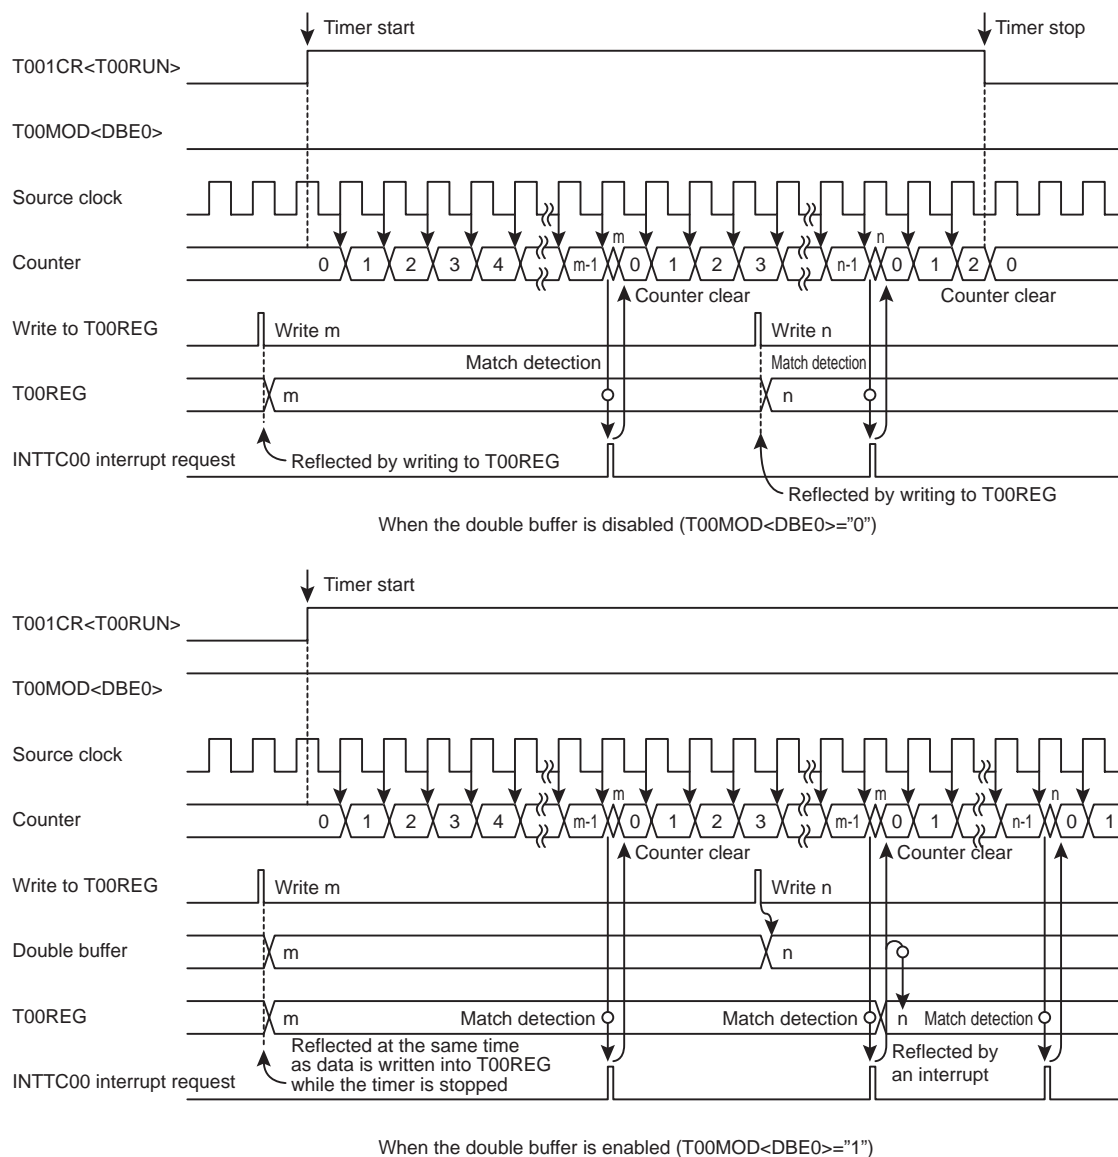 Timer start
Timer stop
T001CR<T00RUN>
T00MOD<DBE0>
Source clock
m
n
Counter
0 1 2 3 4 m-1 0 1 2 3 n-1 0 1 2 0
Counter clear
Counter clear
Write to T00REG
Write m
Write n
Match detection
Match detection
T00REG
m
n
INTTC00 interrupt request
Reflected by writing to T00REG
Reflected by writing to T00REG
When the double buffer is disabled (T00MOD<DBE0>=”0”)
Timer start
T001CR<T00RUN>
T00MOD<DBE0>
Source clock
m
m
n
Counter
0 1 2 3 4 m-1 0 1 2 3 m-1 0 1 n-1 0 1
Counter clear
Counter clear
Write to T00REG
Write m
Write n
Double buffer
m
n
T00REG
m
Match detection
Match detection
n
Match detection
Reflected at the same time
as data is written into T00REG
while the timer is stopped
Reflected by
an interrupt
INTTC00 interrupt request
When the double buffer is enabled (T00MOD<DBE0>=”1”)